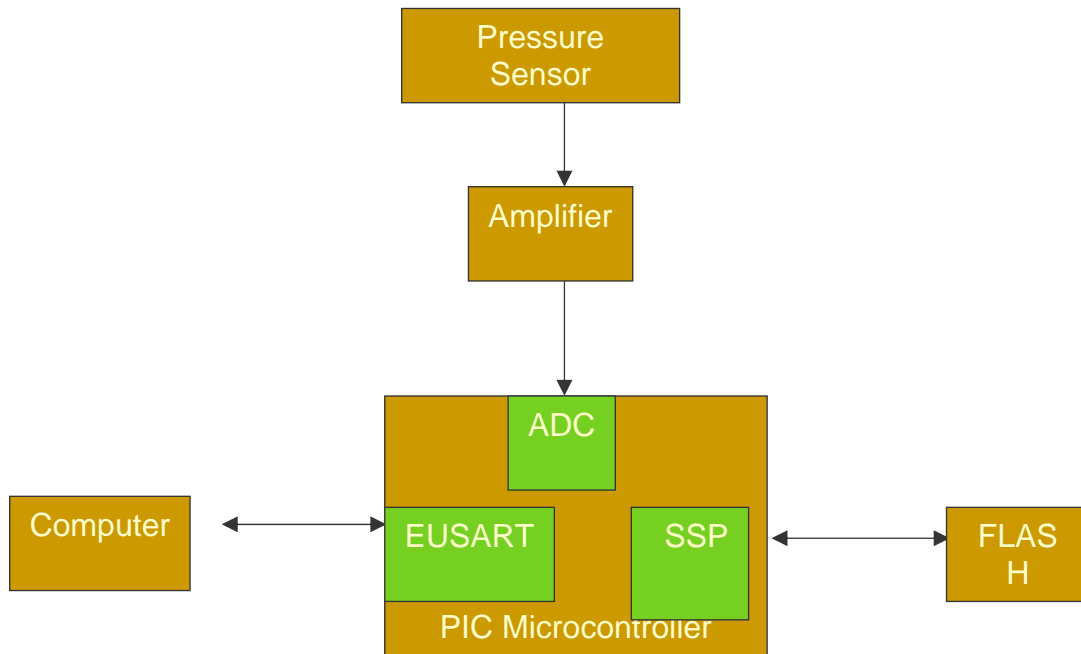 Pressure
Sensor
Amplifier
ADC
Computer
EUSART
SSP
FLAS
H
PIC Microcontroller